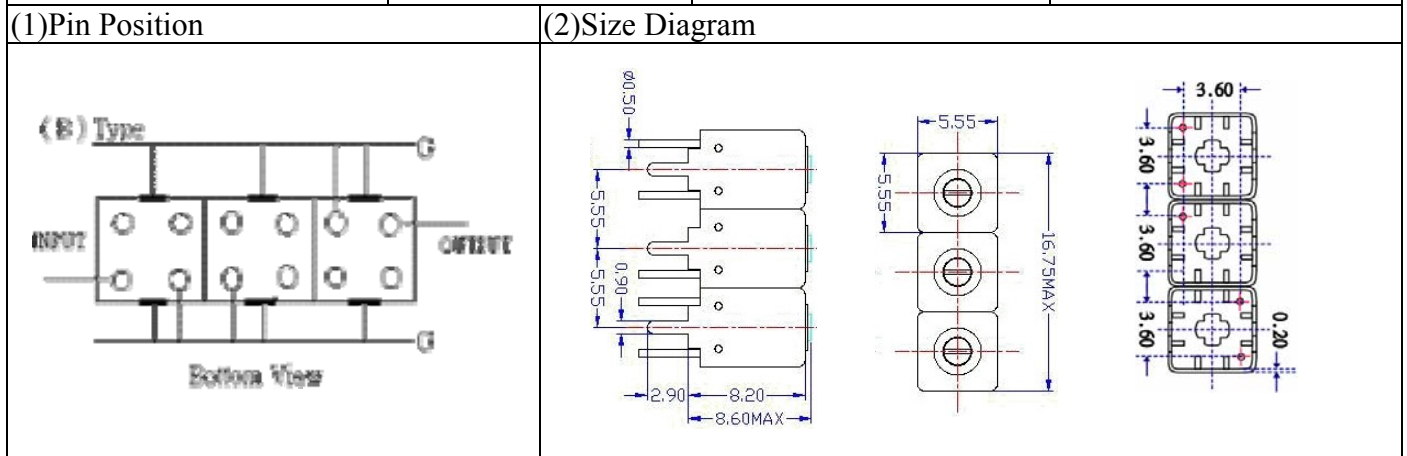 (1)Pin Position
(2)Size Diagram
(B) Type
G
INPUT
OUTPUT
G
Bottom View
ø0.50
5.55
5.55
0.90
2.90
8.20
8.60MAX
5.55
5.55
16.75MAX
3.60
3.60
3.60
3.60
0.20